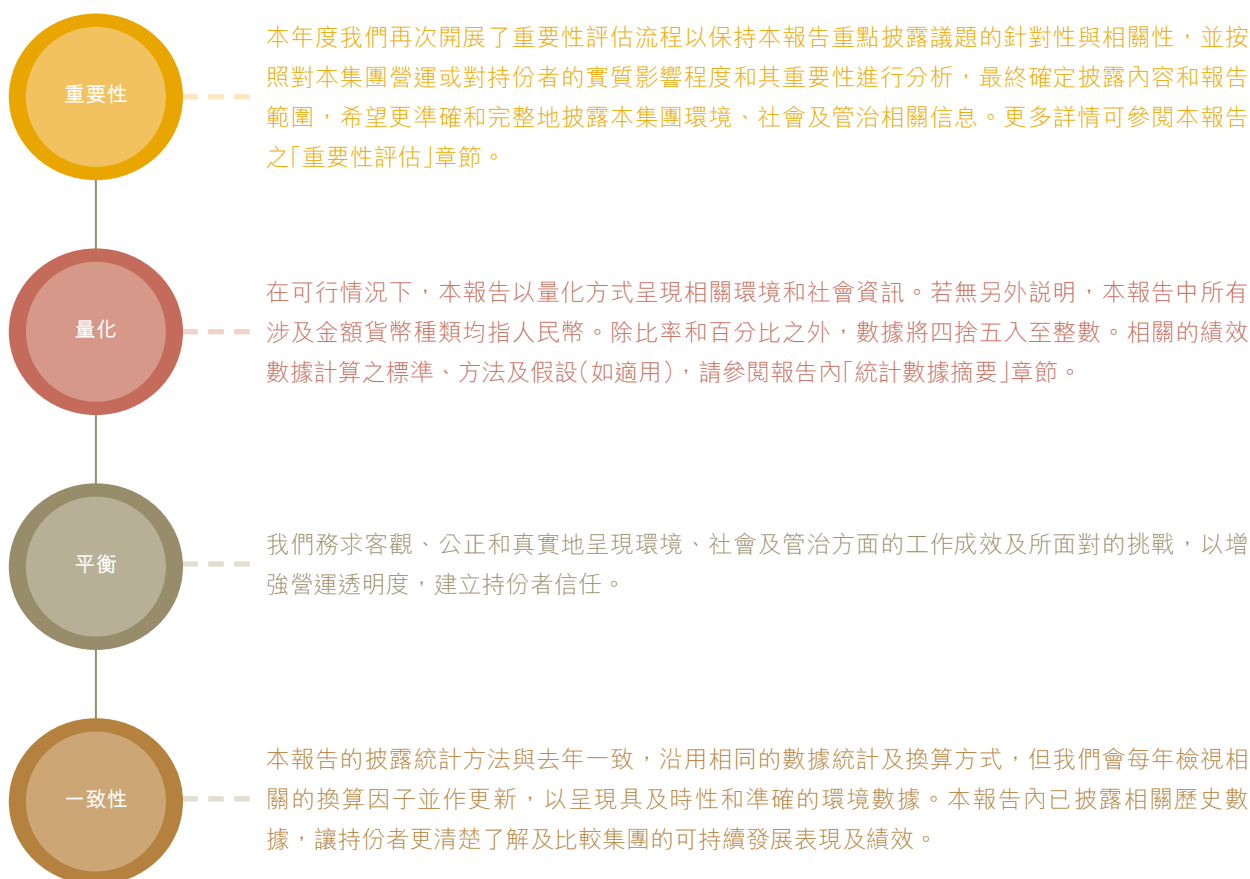 重要性
本年度我們再次開展了重要性評估流程以保持本報告重點披露議題的針對性與相關性，並按
照對本集團營運或對持份者的實質影響程度和其重要性進行分析，最終確定披露內容和報告
範圍，希望更準確和完整地披露本集團環境、社會及管治相關信息。更多詳情可參閱本報告
之「重要性評估」章節。
量化
在可行情況下，本報告以量化方式呈現相關環境和社會資訊。若無另外説明，本報告中所有
涉及金額貨幣種類均指人民幣。除比率和百分比之外，數據將四捨五入至整數。相關的績效
數據計算之標準、方法及假設(如適用)，請參閱報告內「統計數據摘要」章節。
平衡
我們務求客觀、公正和真實地呈現環境、社會及管治方面的工作成效及所面對的挑戰，以增
強營運透明度，建立持份者信任。
一致性
本報告的披露統計方法與去年一致，沿用相同的數據統計及換算方式，但我們會每年檢視相
關的換算因子並作更新，以呈現具及時性和準確的環境數據。本報告內已披露相關歷史數
據，讓持份者更清楚了解及比較集團的可持續發展表現及績效。